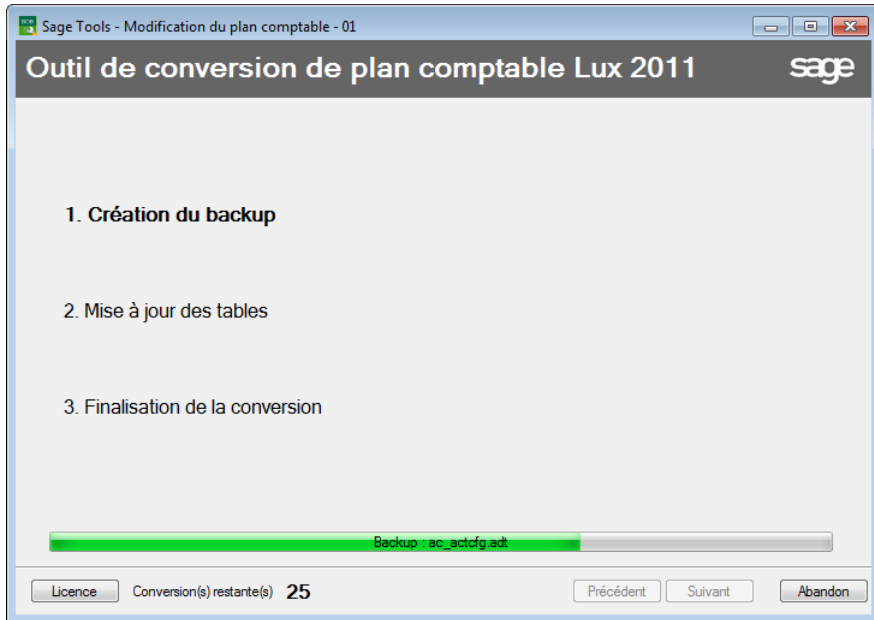 Sage Tools - Modification du plan comptable - 01
Outil de conversion de plan comptable Lux 2011 sage
1. Création du backup
2. Mise à jour des tables
3. Finalisation de la conversion
Backup : ac_actcfg.adt
Licence Conversion(s) restante(s) 25 Précédent Suivant Abandon